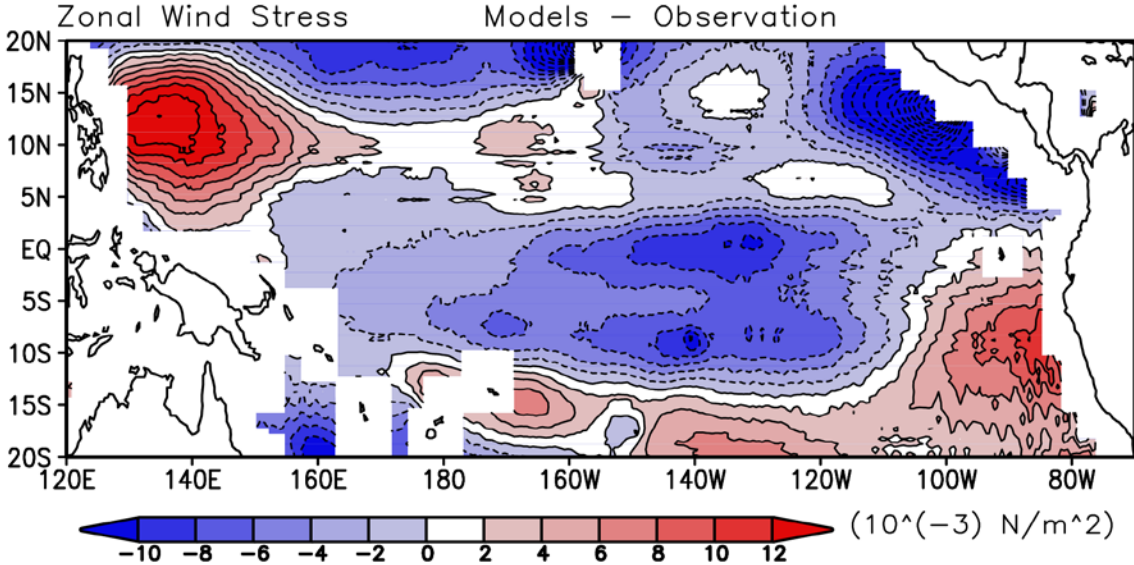 Zonal Wind Stress Models − Observation
20N
15N
10N
5N
EQ
5S
10S
15S
20S
120E 140E 160E 180 160W 140W 120W 100W 80W
−10 −8 −6 −4 −2 0 2 4 6 8 10 12 (10^(−3) N/m^2)